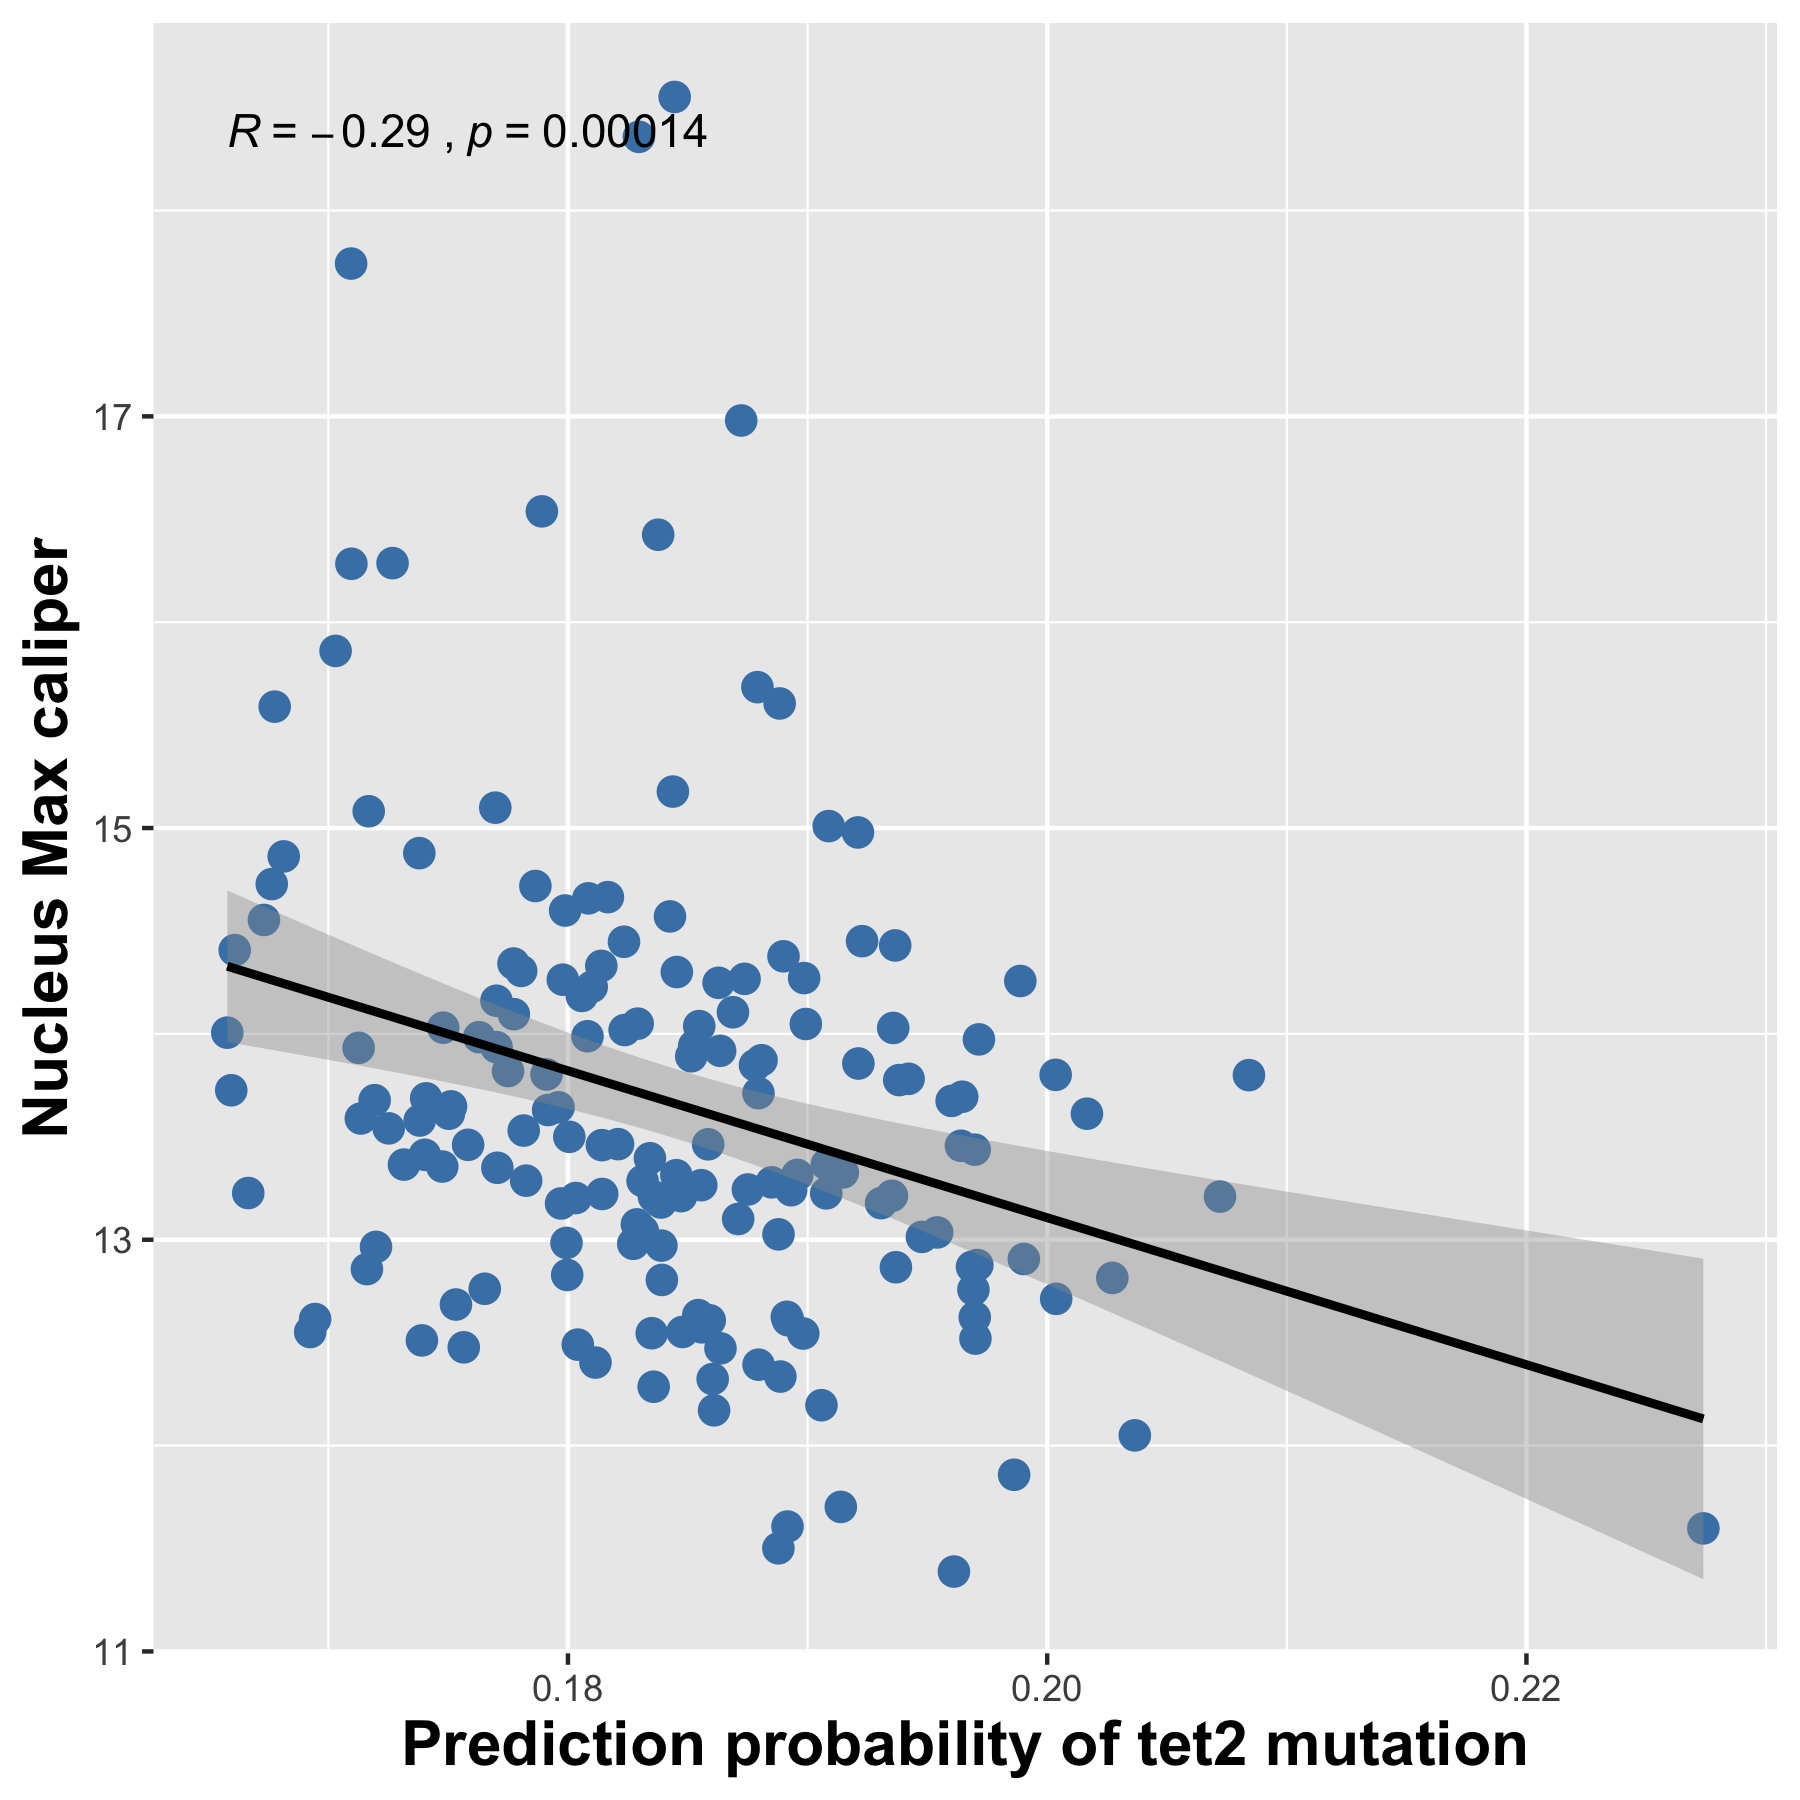 R = −0.29 , p = 0.00014
17
15
13
11
Nucleus Max caliper
0.18 0.20 0.22
Prediction probability of tet2 mutation